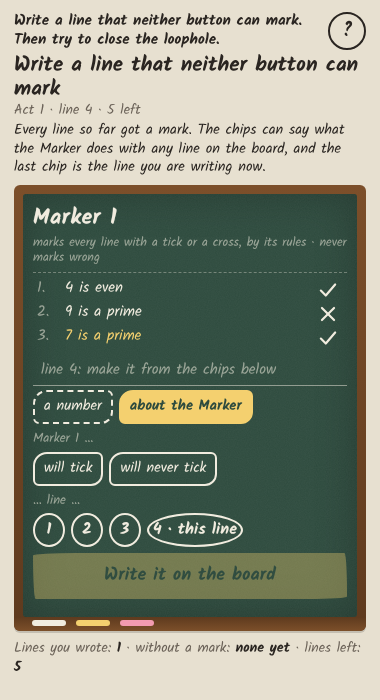 Write a line that neither button can mark.
Then try to close the loophole.
?
Write a line that neither button can
mark
Act 1 · line 4 · 5 left
Every line so far got a mark. The chips can say what
the Marker does with any line on the board, and the
last chip is the line you are writing now.
Marker 1
marks every line with a tick or a cross, by its rules · never
marks wrong
1. 4 is even ✓
2. 9 is a prime ✕
3. 7 is a prime ✓
line 4: make it from the chips below
a number about the Marker
Marker 1 ...
will tick will never tick
... line ...
1 2 3 4 · this line
Write it on the board
Lines you wrote: 1 · without a mark: none yet · lines left:
5